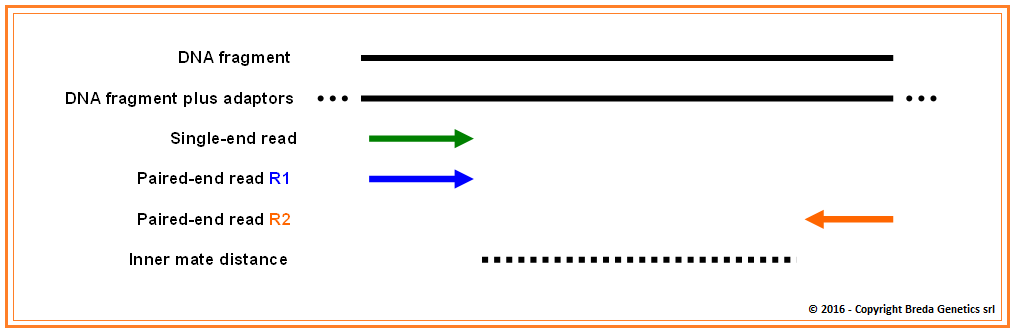 DNA fragment
DNA fragment plus adaptors
Single-end read
Paired-end read R1
Paired-end read R2
Inner mate distance
© 2016 - Copyright Breda Genetics srl